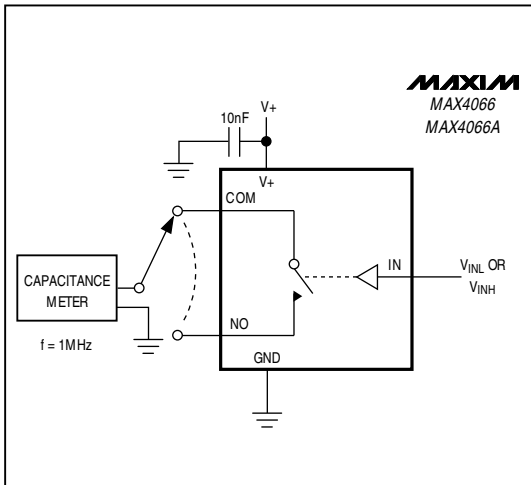 MAXIM
MAX4066
MAX4066A
V+
10nF
V+
COM
IN
V_INL OR
V_INH
CAPACITANCE
METER
NO
f = 1MHz
GND